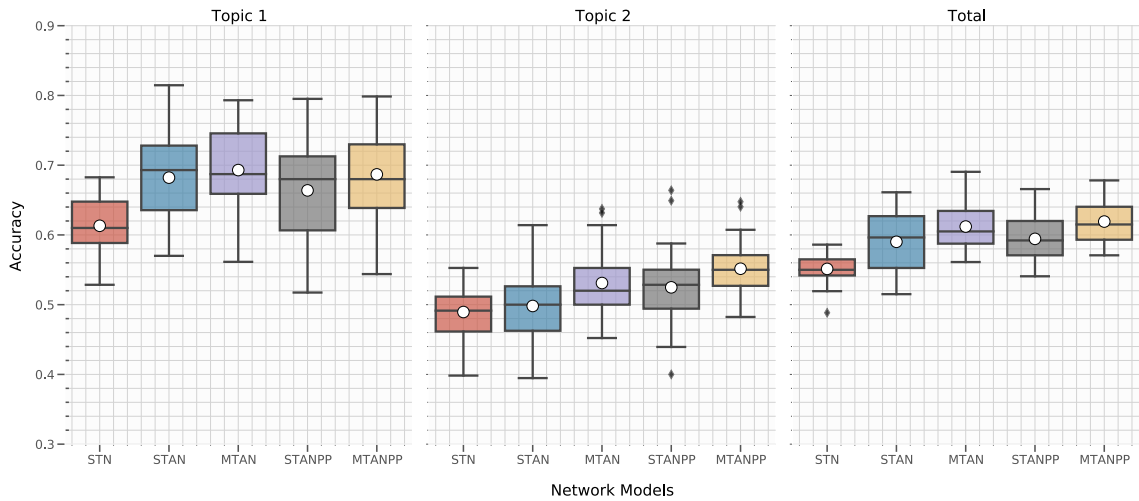 Topic 1 Topic 2 Total
Accuracy
0.9
0.8
0.7
0.6
0.5
0.4
0.3
STN STAN MTAN STANPP MTANPP STN STAN MTAN STANPP MTANPP STN STAN MTAN STANPP MTANPP
Network Models